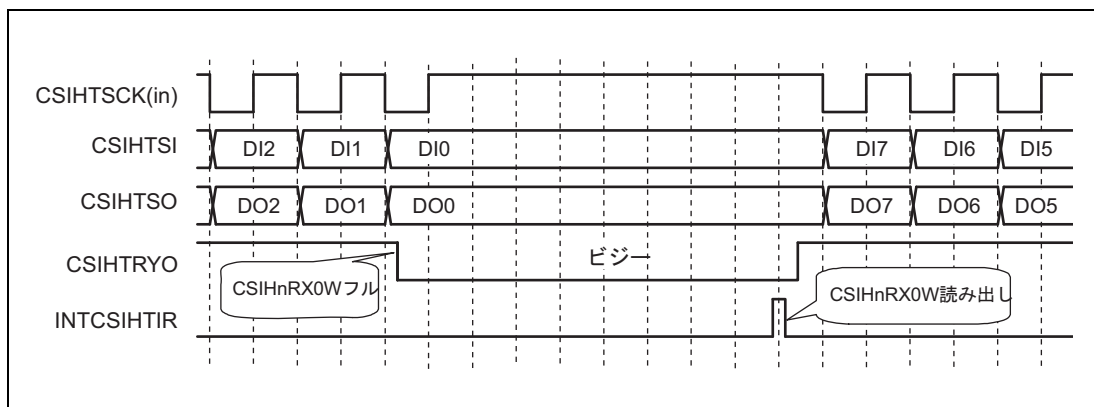 CSIHTSCK(in)
CSIHTSI DI2 DI1 DI0 DI7 DI6 DI5
CSIHTSO DO2 DO1 DO0 DO7 DO6 DO5
CSIHTRYO ビジー
CSIHnRX0Wフル CSIHnRX0W読み出し
INTCSIHTIR